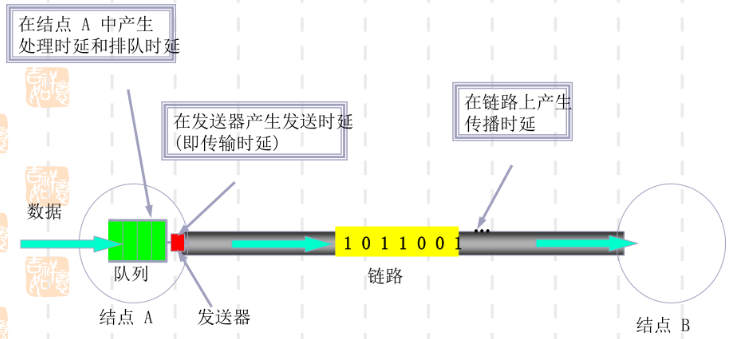 在结点 A 中产生
处理时延和排队时延
在发送器产生发送时延
(即传输时延)
在链路上产生
传播时延
数据
1 0 1 1 0 0 1
队列
链路
结点 A
发送器
结点 B